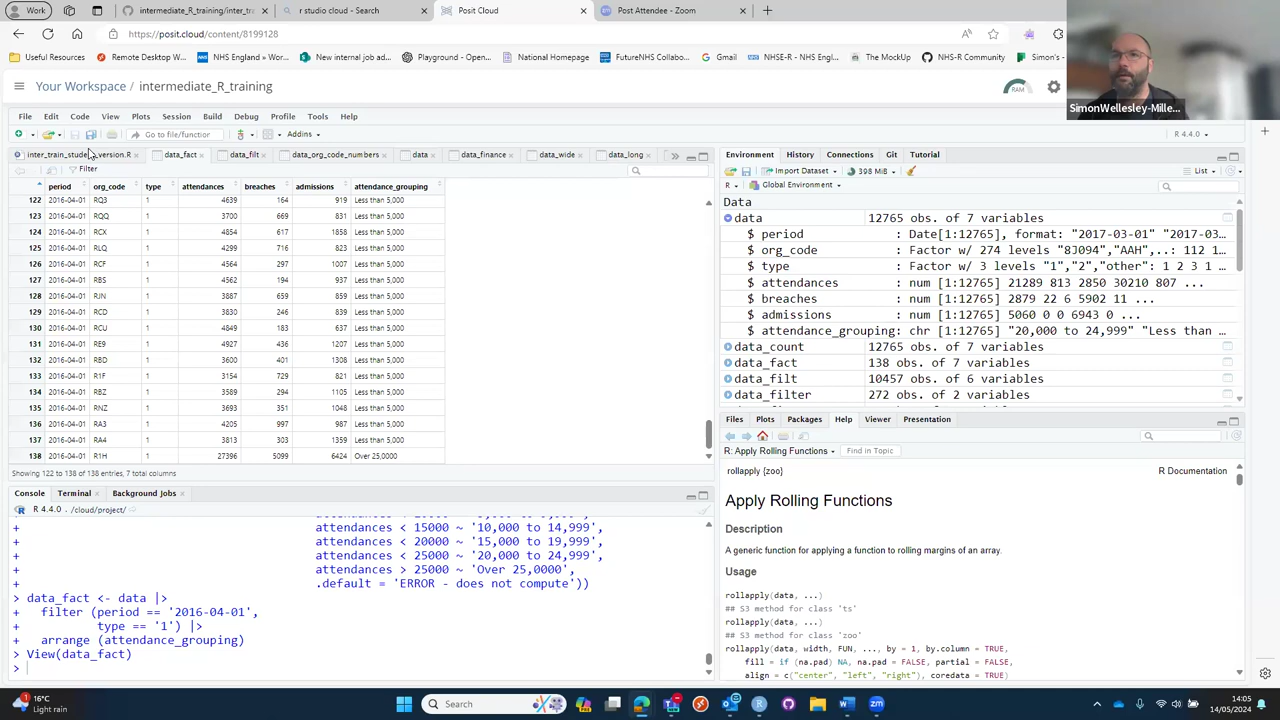 Work
intermediate_R_training/inter_tra
r studio cloud - Search
Posit Cloud
Post Attendee - Zoom
https://posit.cloud/content/8199128
Useful Resources
Remote Desktop W...
NHS England » Wor...
New internal job ad...
Playground - Open...
National Homepage
FutureNHS Collabo...
NHSE-R
The MockUp
NHS-R Community
Simon's
SimonWellesley-Mille...
Your Workspace / intermediate_R_training
RAM
File Edit Code View Plots Session Build Debug Profile Tools Help
Go to file/function
Addins
R 4.4.0
data_fact
data_filt
data_org_code_numbers
data
data_finance
data_wide
data_long
Filter
period org_code type attendances breaches admissions attendance_grouping
122 2016-04-01 RQ3 1 4639 164 919 Less than 5,000
123 2016-04-01 RQQ 1 3700 669 831 Less than 5,000
124 2016-04-01 RCX 1 4854 617 1858 Less than 5,000
125 2016-04-01 RLQ 1 4299 716 823 Less than 5,000
126 2016-04-01 RCF 1 4564 297 1007 Less than 5,000
127 2016-04-01 RBS 1 4562 194 942 Less than 5,000
128 2016-04-01 RJN 1 3887 659 859 Less than 5,000
129 2016-04-01 RCD 1 3830 246 839 Less than 5,000
130 2016-04-01 RCU 1 4849 183 637 Less than 5,000
131 2016-04-01 RE9 1 4927 436 1207 Less than 5,000
132 2016-04-01 RBD 1 3600 401 1308 Less than 5,000
133 2016-04-01 R1F 1 3154 729 821 Less than 5,000
134 2016-04-01 RBZ 1 3589 294 1105 Less than 5,000
135 2016-04-01 RNZ 1 3693 351 1048 Less than 5,000
136 2016-04-01 RA3 1 4205 997 987 Less than 5,000
137 2016-04-01 RA4 1 3813 303 1359 Less than 5,000
138 2016-04-01 R1H 1 27396 5099 6424 Over 25,0000
Showing 122 to 138 of 138 entries, 7 total columns
Console Terminal Background Jobs
R 4.4.0 · /cloud/project/
+ attendances < 15000 ~ '10,000 to 14,999',
+ attendances < 20000 ~ '15,000 to 19,999',
+ attendances < 25000 ~ '20,000 to 24,999',
+ attendances > 25000 ~ 'Over 25,0000',
+ .default = 'ERROR - does not compute'))
> data_fact <- data |>
+ filter (period == '2016-04-01',
+ type == '1') |>
+ arrange (attendance_grouping)
> View(data_fact)
>
Environment History Connections Git Tutorial
Import Dataset
398 MiB
List
R
Global Environment
Data
data 12765 obs. of 7 variables
$ period : Date[1:12765], format: "2017-03-01" "2017-03...
$ org_code : Factor w/ 274 levels "8J094","AAH",..: 112 1...
$ type : Factor w/ 3 levels "1","2","other": 1 2 3 1 ...
$ attendances : num [1:12765] 21289 813 2850 30210 807 ...
$ breaches : num [1:12765] 2879 22 6 5902 11 ...
$ admissions : num [1:12765] 5060 0 0 6943 0 ...
$ attendance_grouping: chr [1:12765] "20,000 to 24,999" "Less than ...
data_count 12765 obs. of 7 variables
data_fact 138 obs. of 7 variables
data_filt 10457 obs. of 6 variables
data_filter 272 obs. of 2 variables
Files Plots Packages Help Viewer Presentation
R: Apply Rolling Functions
Find in Topic
rollapply {zoo}
R Documentation
Apply Rolling Functions
Description
A generic function for applying a function to rolling margins of an array.
Usage
rollapply(data, ...)
## S3 method for class 'ts'
rollapply(data, ...)
## S3 method for class 'zoo'
rollapply(data, width, FUN, ..., by = 1, by.column = TRUE,
fill = if (na.pad) NA, na.pad = FALSE, partial = FALSE,
align = c("center", "left", "right"), coredata = TRUE)
16°C
Light rain
Search
14:05
14/05/2024